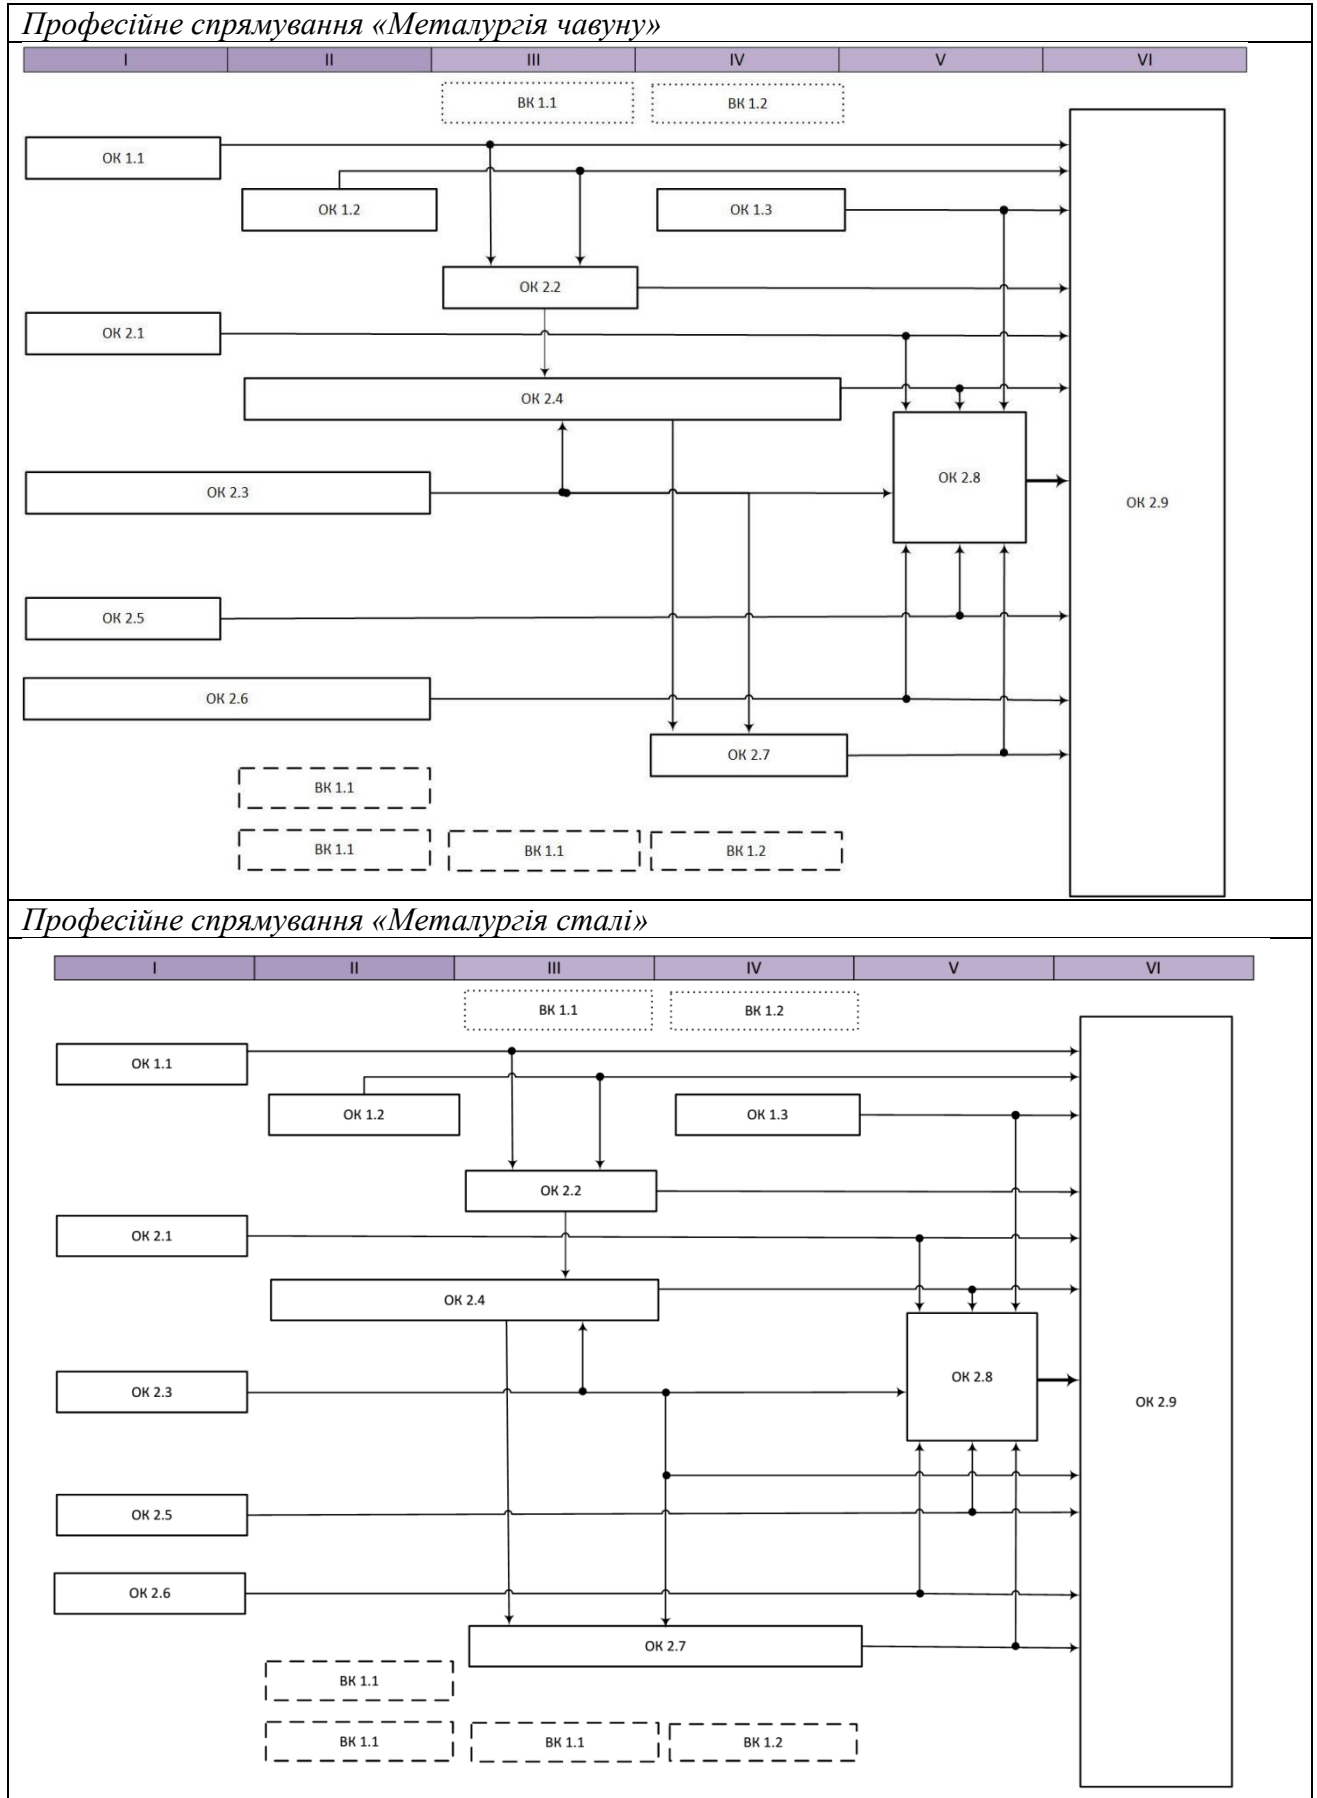 Професійне спрямування «Металургія чавуну»
I II III IV V VI
ВК 1.1 ВК 1.2
ОК 1.1
ОК 1.2 ОК 1.3
ОК 2.2
ОК 2.1
ОК 2.4
ОК 2.8
ОК 2.3
ОК 2.9
ОК 2.5
ОК 2.6
ОК 2.7
ВК 1.1
ВК 1.1 ВК 1.1 ВК 1.2
Професійне спрямування «Металургія сталі»
I II III IV V VI
ВК 1.1 ВК 1.2
ОК 1.1
ОК 1.2 ОК 1.3
ОК 2.2
ОК 2.1
ОК 2.4
ОК 2.8
ОК 2.3
ОК 2.9
ОК 2.5
ОК 2.6
ОК 2.7
ВК 1.1
ВК 1.1 ВК 1.1 ВК 1.2